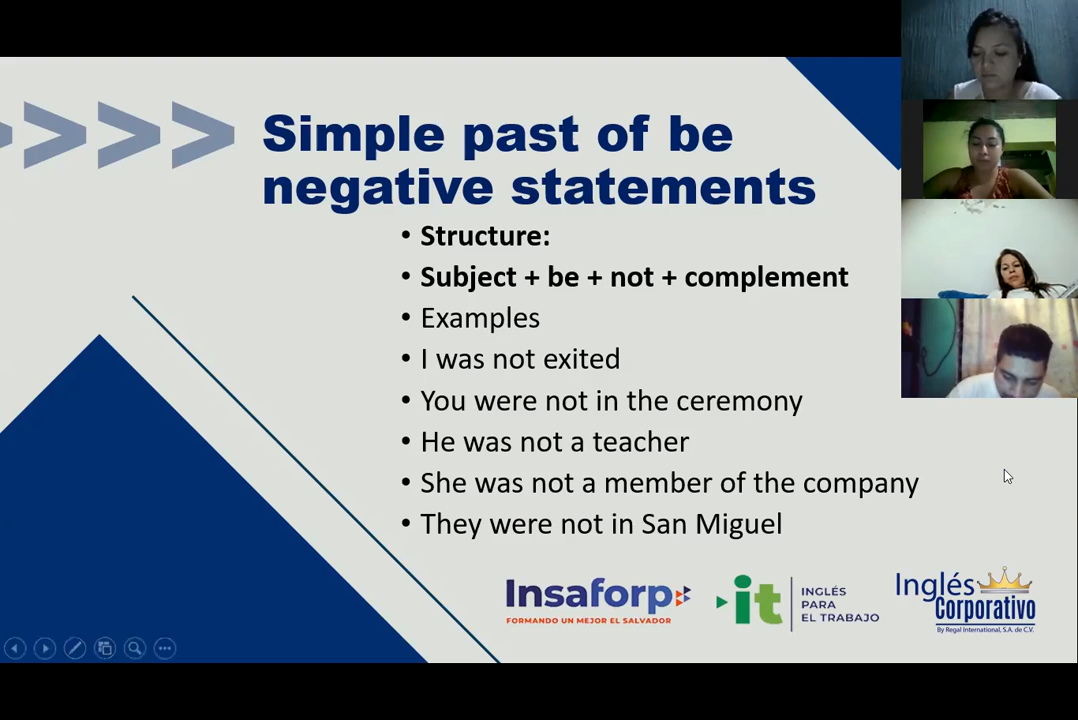 Simple past of be
negative statements
• Structure:
• Subject + be + not + complement
• Examples
• I was not exited
• You were not in the ceremony
• He was not a teacher
• She was not a member of the company
• They were not in San Miguel
Insaforp
FORMANDO UN MEJOR EL SALVADOR
it
INGLÉS
PARA
EL TRABAJO
Inglés
Corporativo
By Regal International, S.A. de C.V.